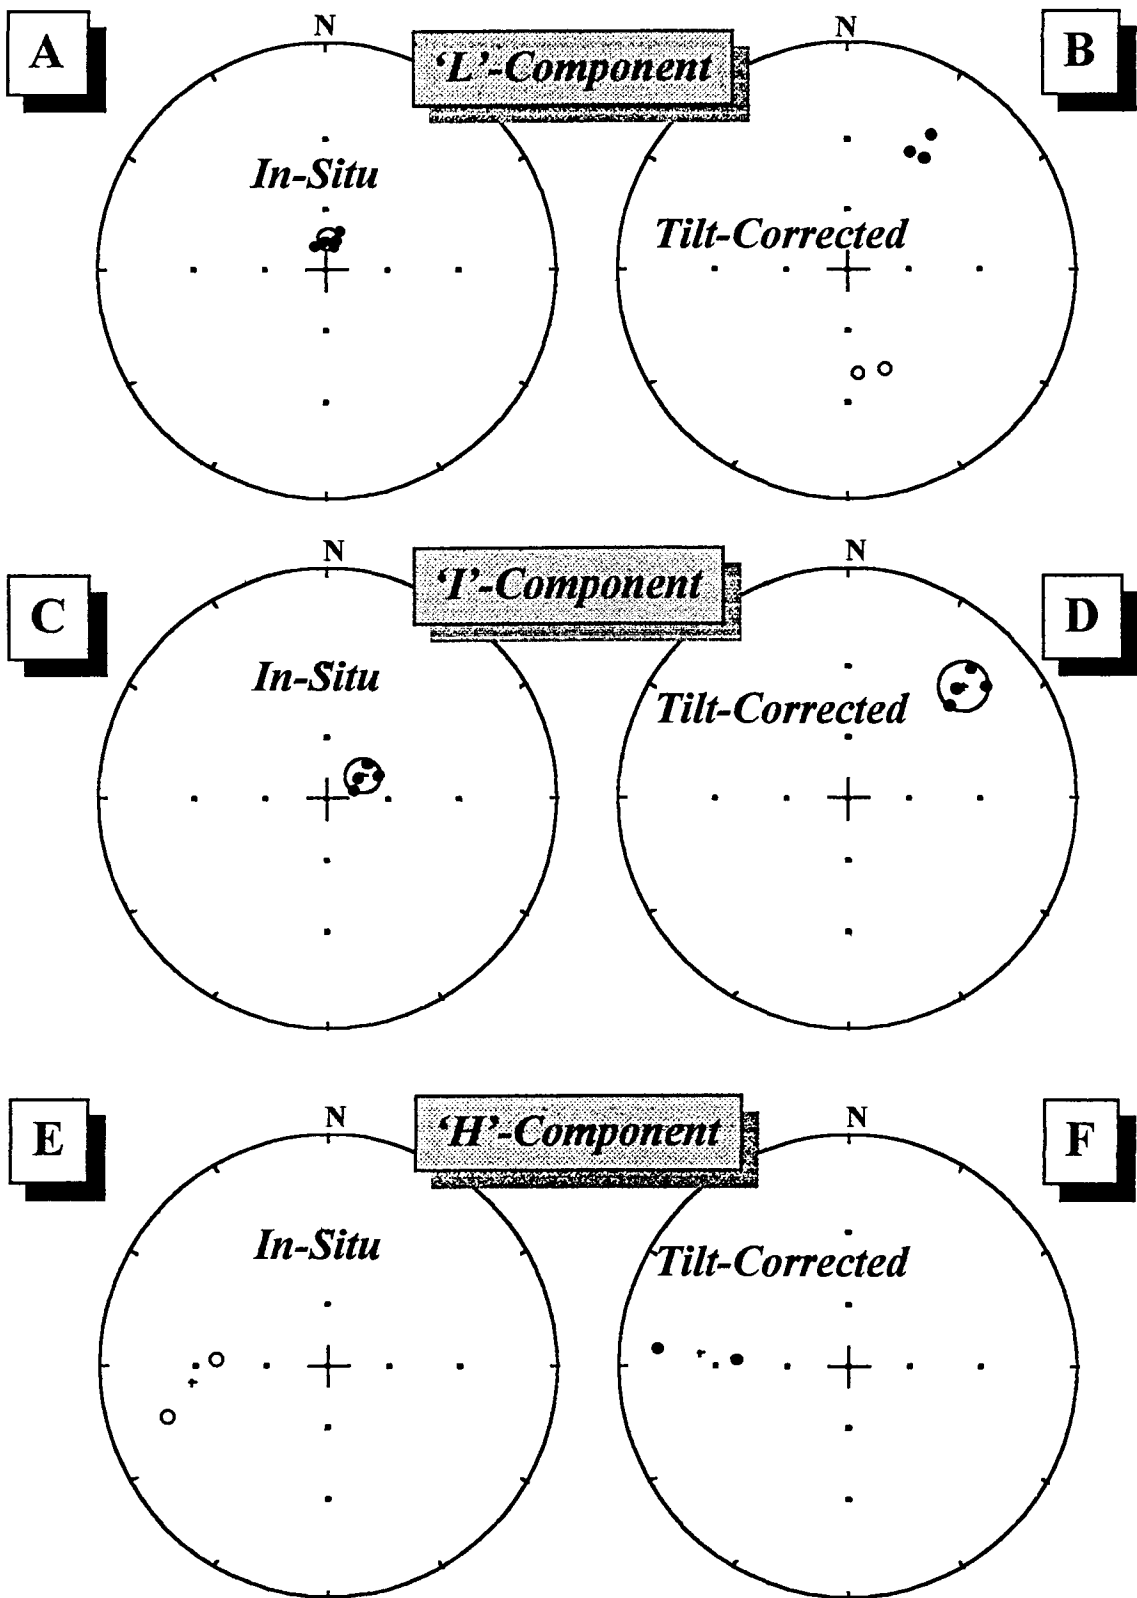 A
N
'L'-Component
N
B
In-Situ
Tilt-Corrected
C
N
'I'-Component
N
D
In-Situ
Tilt-Corrected
E
N
'H'-Component
N
F
In-Situ
Tilt-Corrected